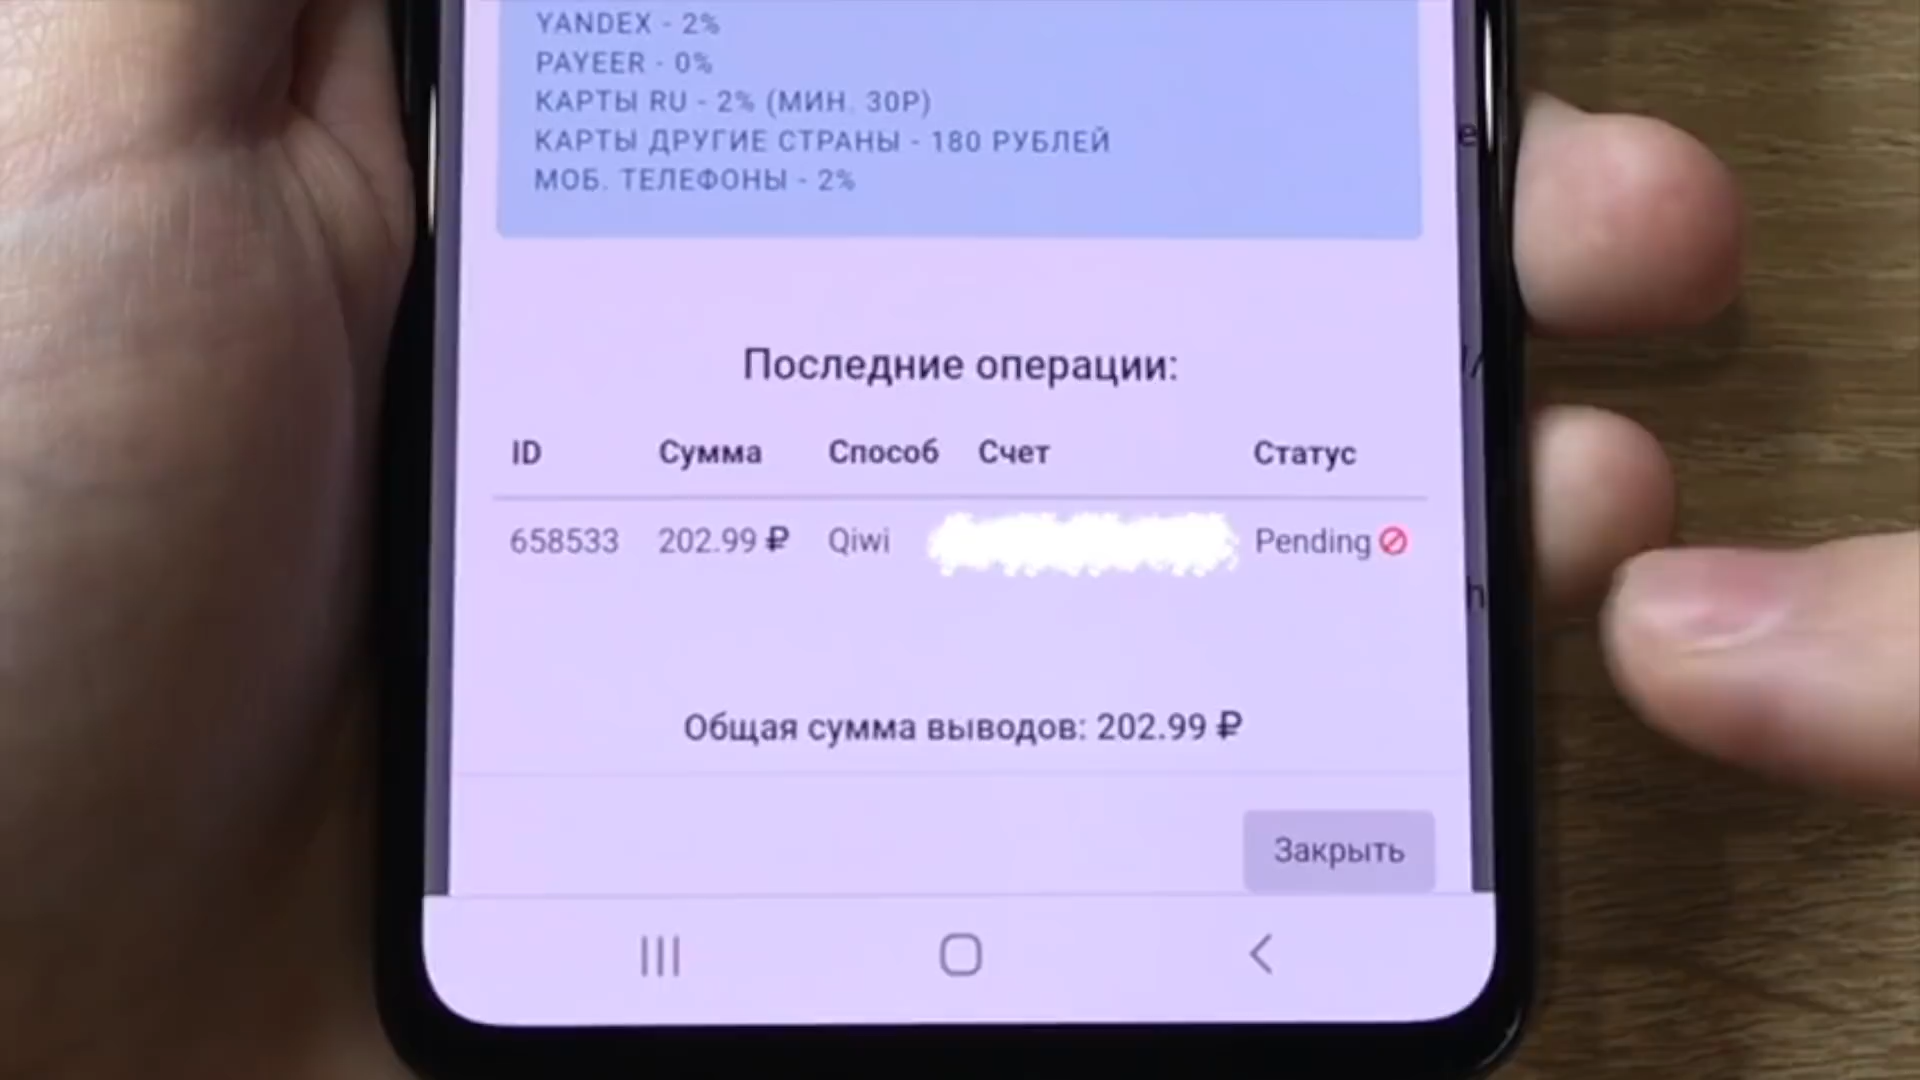 YANDEX - 2%
PAYEER - 0%
КАРТЫ RU - 2% (МИН. 30Р)
КАРТЫ ДРУГИЕ СТРАНЫ - 180 РУБЛЕЙ
МОБ. ТЕЛЕФОНЫ - 2%
Последние операции:
ID Сумма Способ Счет Статус
658533 202.99 ₽ Qiwi Pending
Общая сумма выводов: 202.99 ₽
Закрыть